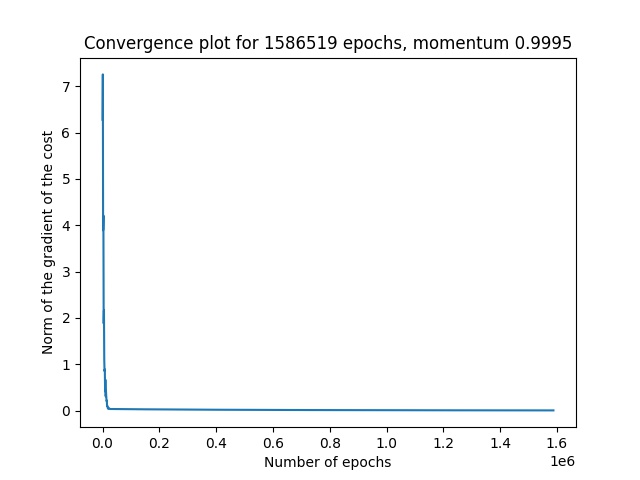 Convergence plot for 1586519 epochs, momentum 0.9995
Norm of the gradient of the cost
7
6
5
4
3
2
1
0
0.0 0.2 0.4 0.6 0.8 1.0 1.2 1.4 1.6
1e6
Number of epochs